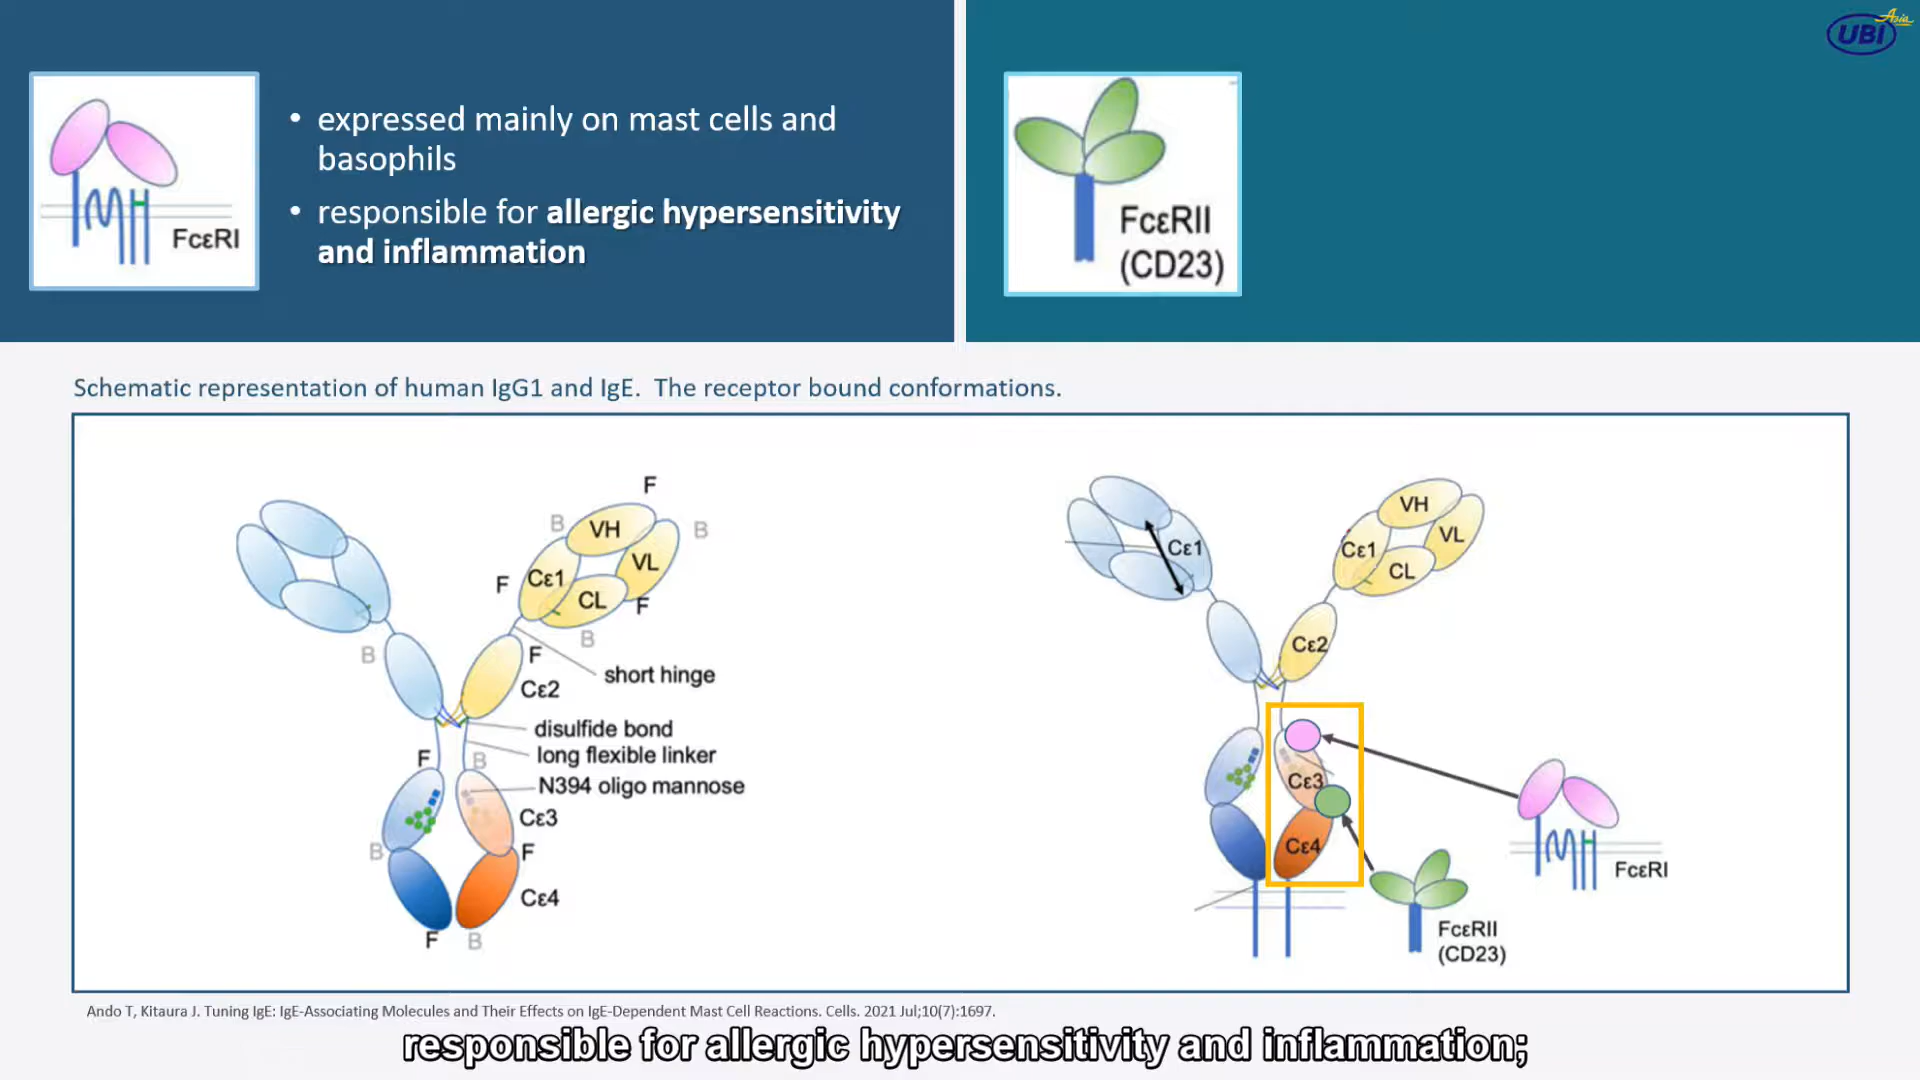 UBI Asia
• expressed mainly on mast cells and
basophils
• responsible for allergic hypersensitivity
and inflammation
FcεRI
FcεRII
(CD23)
Schematic representation of human IgG1 and IgE. The receptor bound conformations.
F
B
VH
B
VL
F
Cε1
CL
F
B
B
F
Cε2
short hinge
disulfide bond
F
B
long flexible linker
N394 oligo mannose
Cε3
B
F
Cε4
F
B
Cε1
VH
VL
Cε1
CL
Cε2
Cε3
Cε4
FcεRI
FcεRII
(CD23)
Ando T, Kitaura J. Tuning IgE: IgE-Associating Molecules and Their Effects on IgE-Dependent Mast Cell Reactions. Cells. 2021 Jul;10(7):1697.
responsible for allergic hypersensitivity and inflammation;